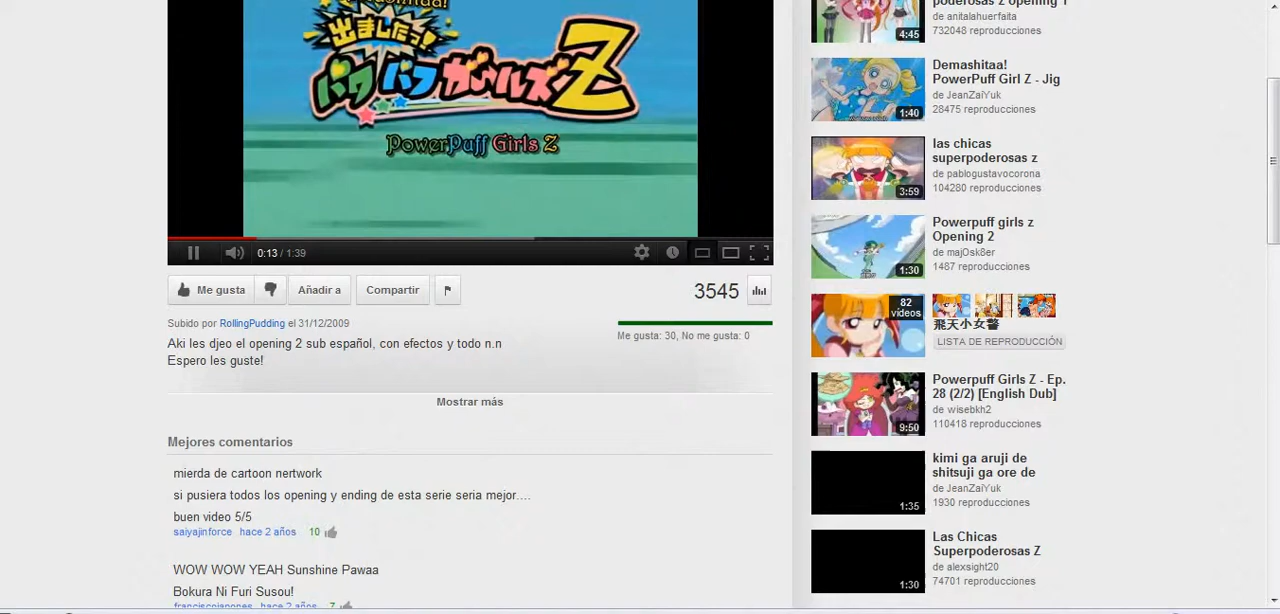 出ましたっ!
パワパフガールズZ
PowerPuff Girls Z
0:13 / 1:39
Me gusta
Añadir a
Compartir
3545
Subido por RollingPudding el 31/12/2009
Me gusta: 30, No me gusta: 0
Aki les djeo el opening 2 sub español, con efectos y todo n.n
Espero les guste!
Mostrar más
Mejores comentarios
mierda de cartoon nertwork
si pusiera todos los opening y ending de esta serie seria mejor....
buen video 5/5
saiyajinforce hace 2 años 10
WOW WOW YEAH Sunshine Pawaa
Bokura Ni Furi Susou!
franciscojapones hace 2 años 7
poderosas z opening 1
de anitalahuerfaita
732048 reproducciones
4:45
Demashitaa!
PowerPuff Girl Z - Jig
de JeanZaiYuk
28475 reproducciones
1:40
las chicas
superpoderosas z
de pablogustavocorona
104280 reproducciones
3:59
Powerpuff girls z
Opening 2
de majOsk8er
1487 reproducciones
1:30
82
videos
飛天小女警
LISTA DE REPRODUCCIÓN
Powerpuff Girls Z - Ep.
28 (2/2) [English Dub]
de wisebkh2
110418 reproducciones
9:50
kimi ga aruji de
shitsuji ga ore de
de JeanZaiYuk
1930 reproducciones
1:35
Las Chicas
Superpoderosas Z
de alexsight20
74701 reproducciones
1:30